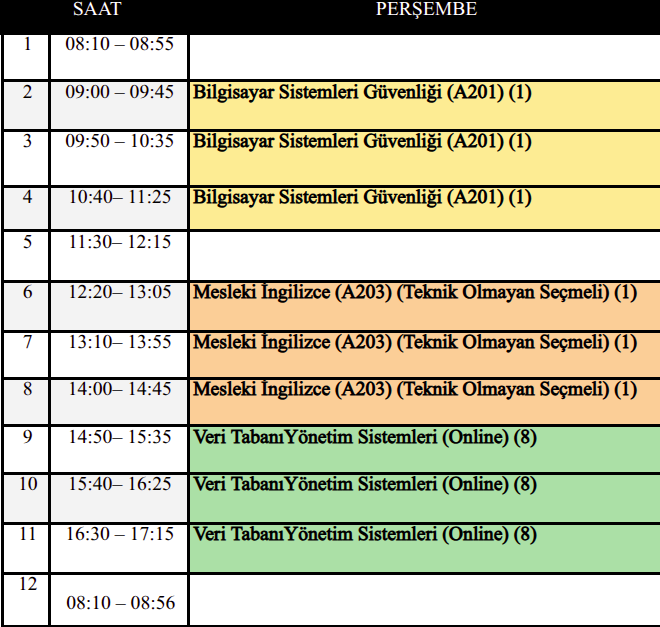 SAAT PERŞEMBE
1 08:10 – 08:55
2 09:00 – 09:45 Bilgisayar Sistemleri Güvenliği (A201) (1)
3 09:50 – 10:35 Bilgisayar Sistemleri Güvenliği (A201) (1)
4 10:40– 11:25 Bilgisayar Sistemleri Güvenliği (A201) (1)
5 11:30– 12:15
6 12:20– 13:05 Mesleki İngilizce (A203) (Teknik Olmayan Seçmeli) (1)
7 13:10– 13:55 Mesleki İngilizce (A203) (Teknik Olmayan Seçmeli) (1)
8 14:00– 14:45 Mesleki İngilizce (A203) (Teknik Olmayan Seçmeli) (1)
9 14:50– 15:35 Veri TabanıYönetim Sistemleri (Online) (8)
10 15:40– 16:25 Veri TabanıYönetim Sistemleri (Online) (8)
11 16:30 – 17:15 Veri TabanıYönetim Sistemleri (Online) (8)
12
08:10 – 08:56